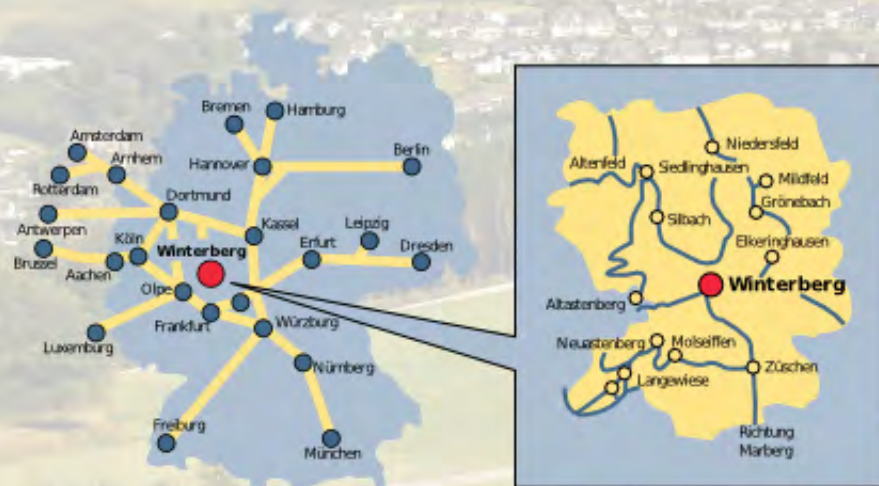 Bremen
Hamburg
Amsterdam
Arnhem
Hannover
Berlin
Rotterdam
Dortmund
Antwerpen
Köln
Kassel
Leipzig
Winterberg
Erfurt
Dresden
Brussel
Aachen
Olpe
Frankfurt
Würzburg
Luxemburg
Nürnberg
Freiburg
München
Niedersfeld
Altenfeld
Siedlinghausen
Mildfeld
Grönebach
Silbach
Elkeringhausen
Winterberg
Altastenberg
Neuastenberg
Molseiffen
Langewiese
Züschen
Richtung
Marberg